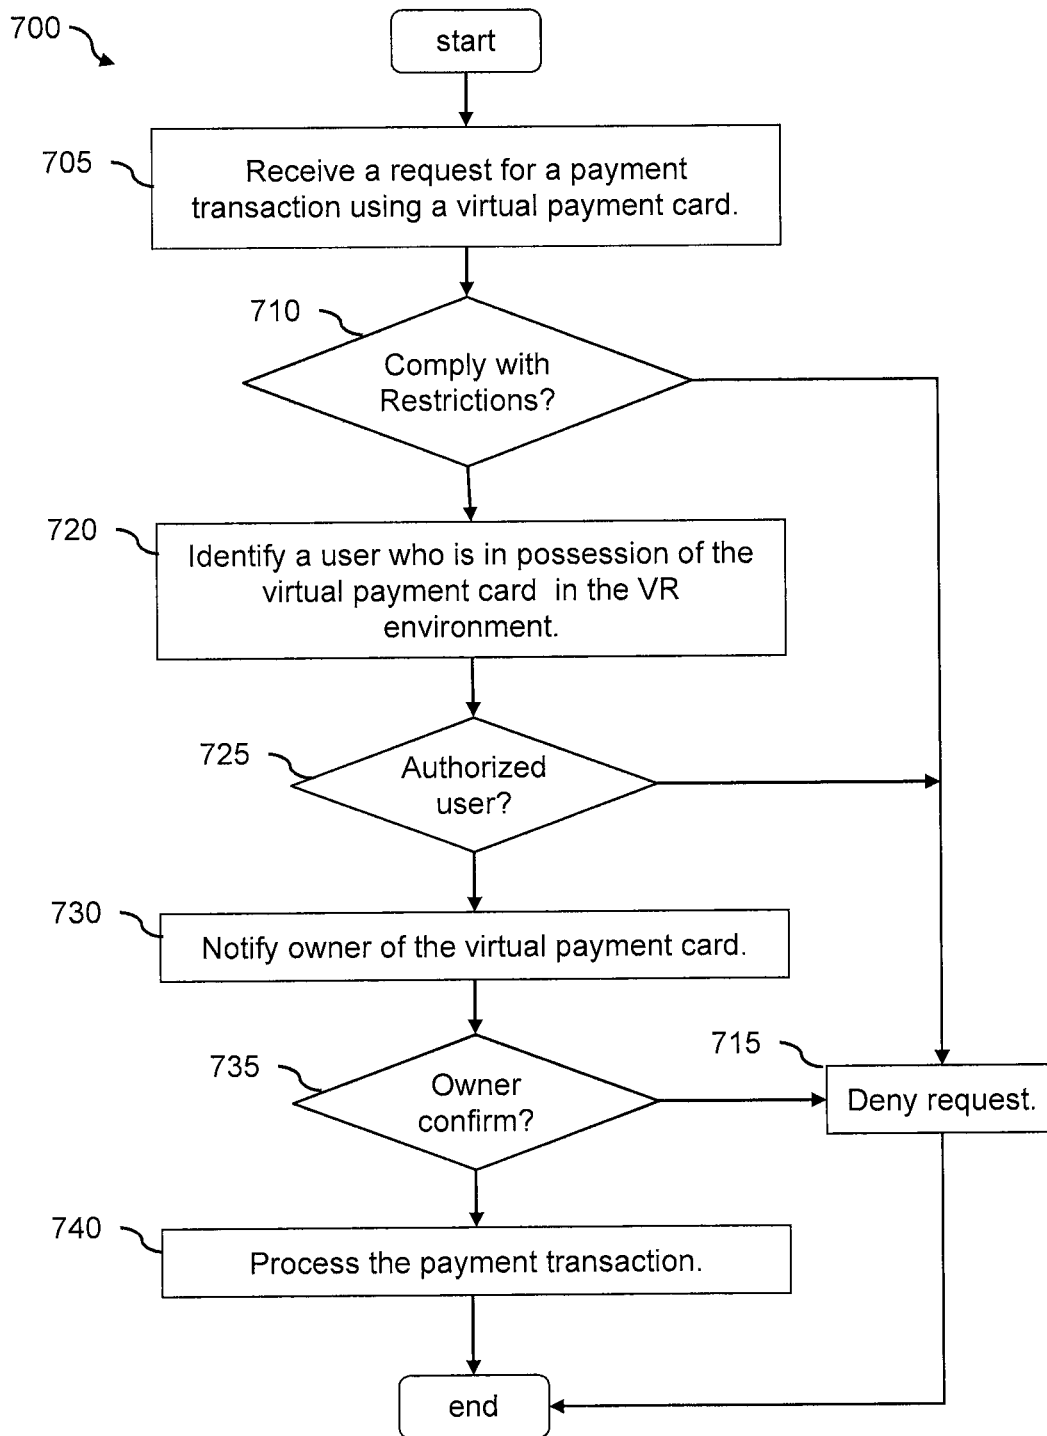 700
start
705
Receive a request for a payment
transaction using a virtual payment card.
710
Comply with
Restrictions?
720
Identify a user who is in possession of the
virtual payment card in the VR
environment.
725
Authorized
user?
730
Notify owner of the virtual payment card.
735
Owner
confirm?
715
Deny request.
740
Process the payment transaction.
end